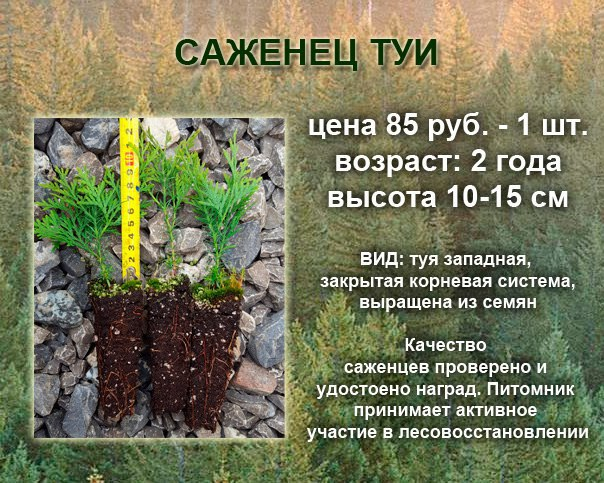 САЖЕНЕЦ ТУИ
цена 85 руб. - 1 шт.
возраст: 2 года
высота 10-15 см
ВИД: туя западная,
закрытая корневая система,
выращена из семян
Качество
саженцев проверено и
удостоено наград. Питомник
принимает активное
участие в лесовосстановлении